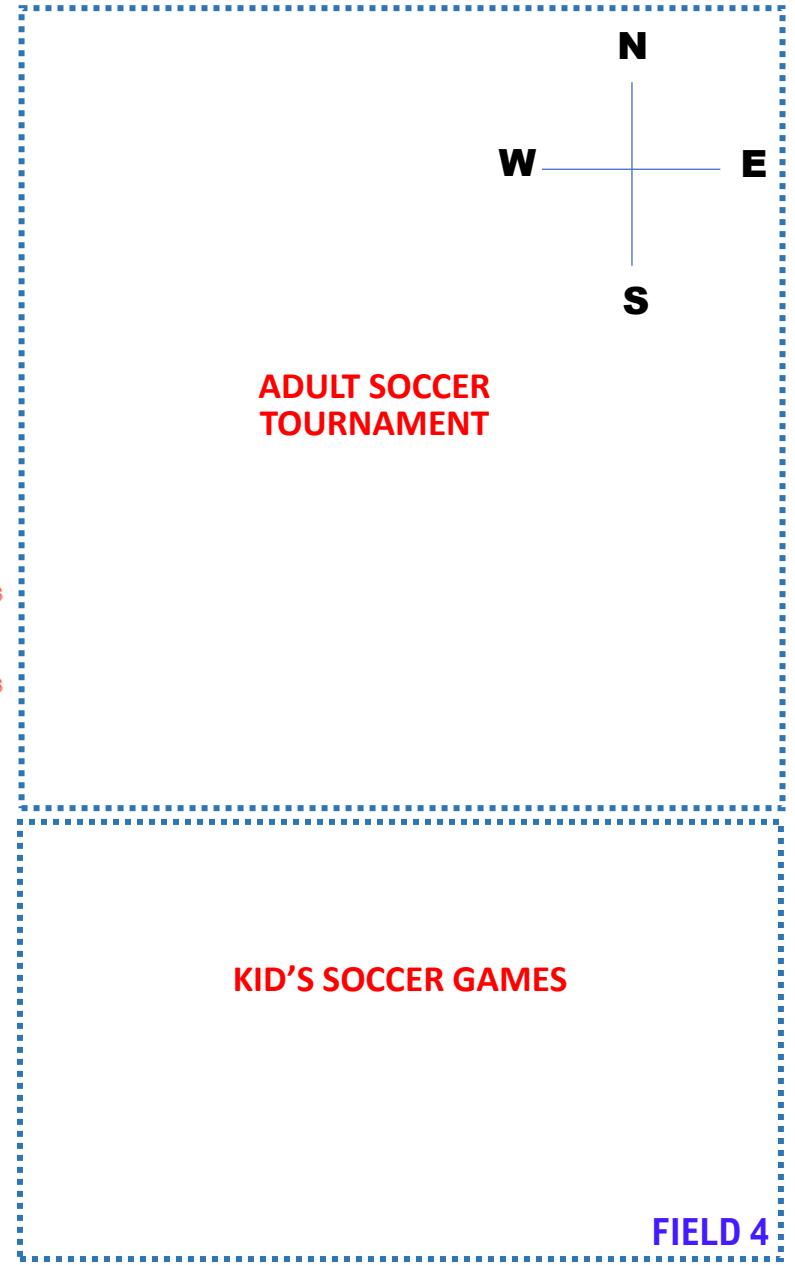 N
W E
S
ADULT SOCCER
TOURNAMENT
s
s
KID'S SOCCER GAMES
FIELD 4